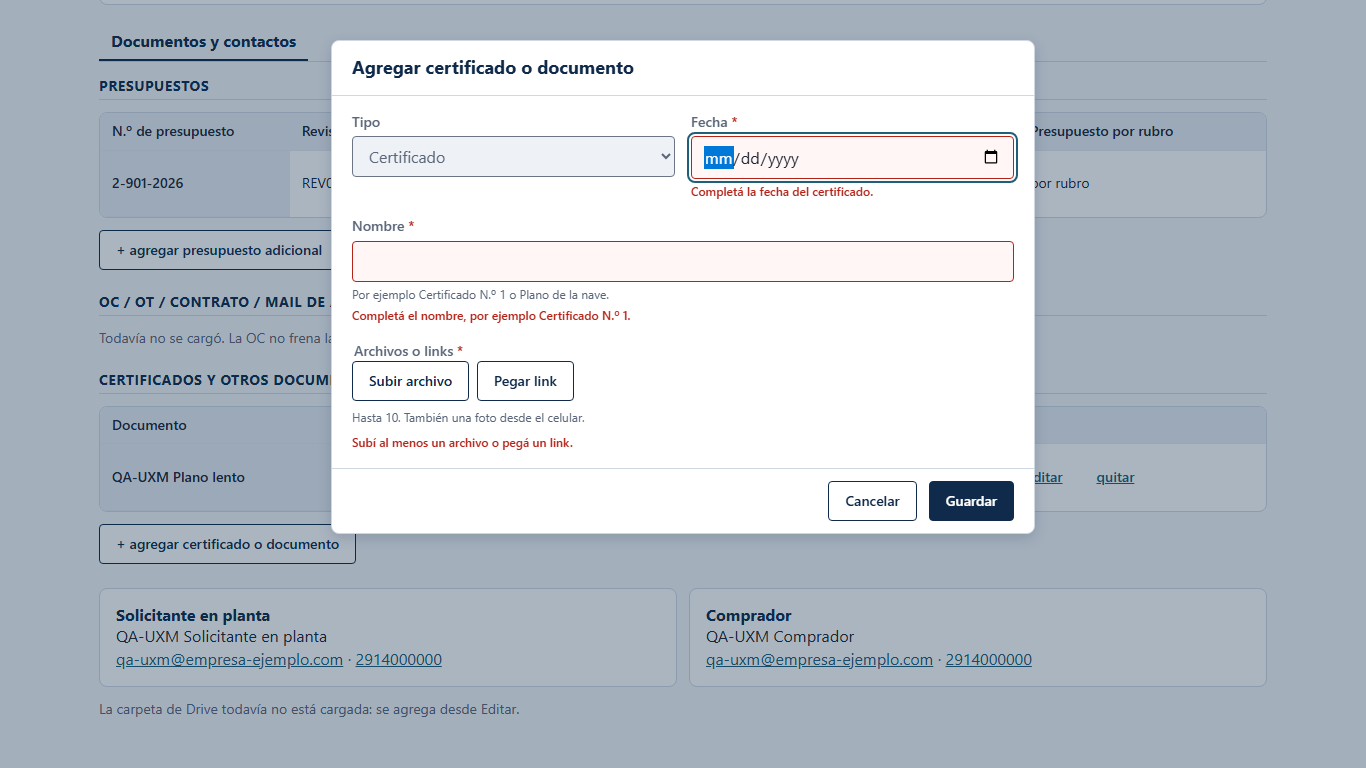 Documentos y contactos
PRESUPUESTOS
N.º de presupuesto
Presupuesto por rubro
2-901-2026
por rubro
+ agregar presupuesto adicional
OC / OT / CONTRATO / MAIL DE
Todavía no se cargó. La OC no frena
CERTIFICADOS Y OTROS
Documento
QA-UXM Plano lento
quitar
+ agregar certificado o documento
Agregar certificado o documento
Tipo
Fecha *
Certificado
mm/dd/yyyy
Completá la fecha del certificado.
Nombre *
Por ejemplo Certificado N.º 1 o Plano de la nave.
Completá el nombre, por ejemplo Certificado N.º 1.
Archivos o links *
Subir archivo
Pegar link
Hasta 10. También una foto desde el celular.
Subí al menos un archivo o pegá un link.
Cancelar
Guardar
Solicitante en planta
QA-UXM Solicitante en planta
qa-uxm@empresa-ejemplo.com · 2914000000
Comprador
QA-UXM Comprador
qa-uxm@empresa-ejemplo.com · 2914000000
La carpeta de Drive todavía no está cargada: se agrega desde Editar.